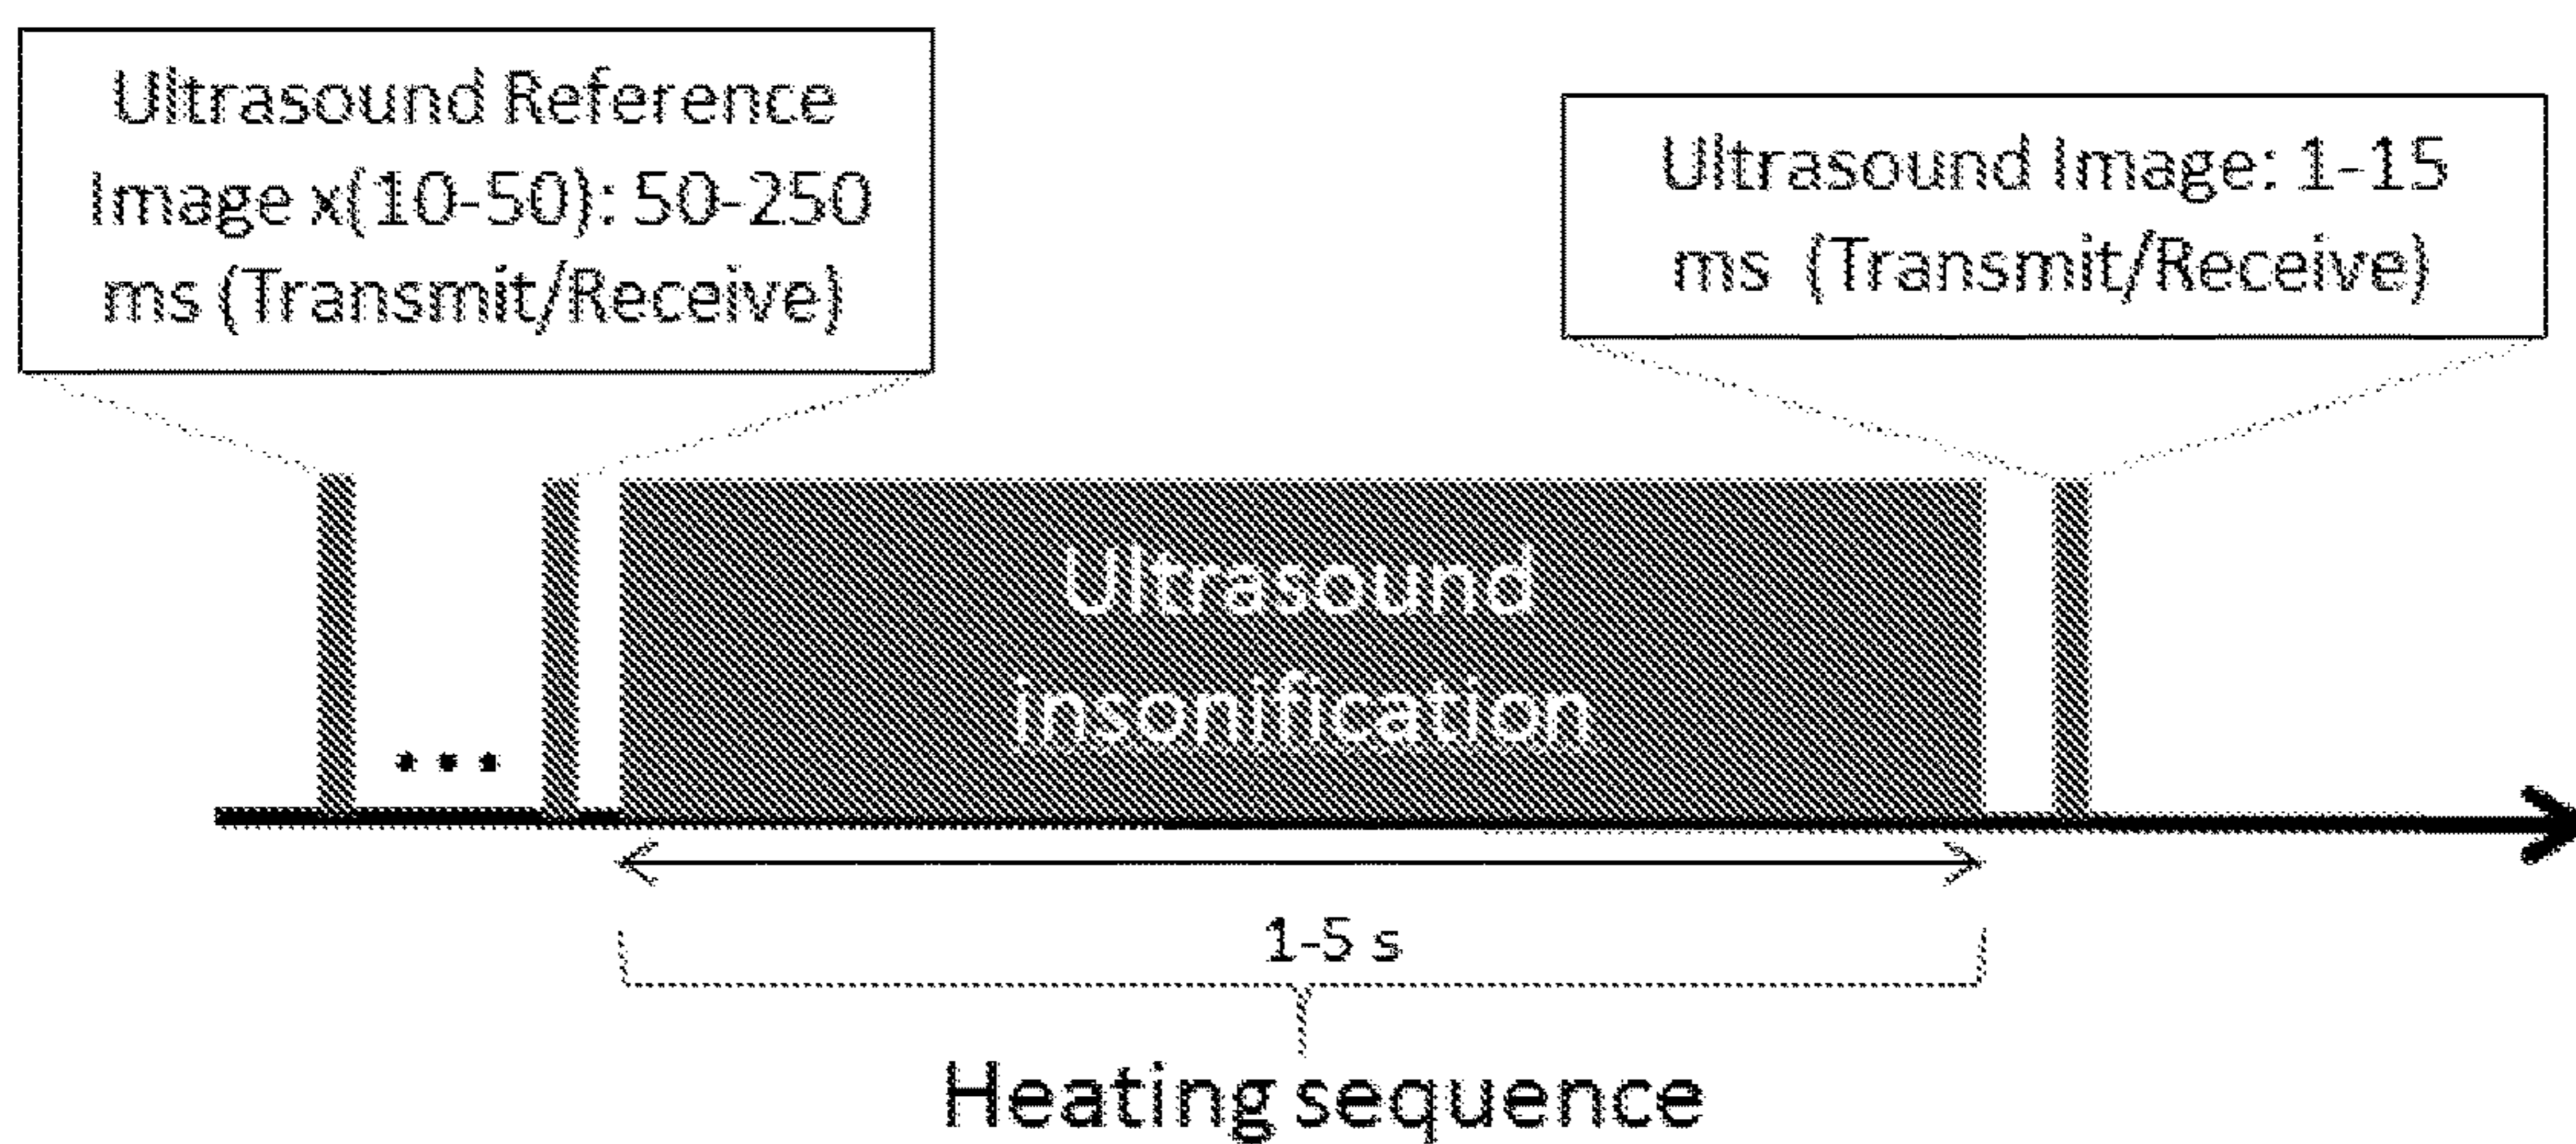 Ultrasound Reference
Image x(10-50): 50-250
ms (Transmit/Receive)
Ultrasound Image: 1-15
ms (Transmit/Receive)
Ultrasound
insonification
...
1-5 s
Heating sequence